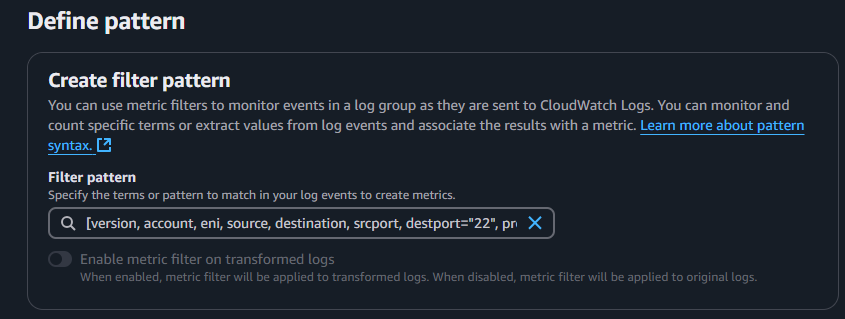 Define pattern
Create filter pattern
You can use metric filters to monitor events in a log group as they are sent to CloudWatch Logs. You can monitor and
count specific terms or extract values from log events and associate the results with a metric. Learn more about pattern
syntax.
Filter pattern
Specify the terms or pattern to match in your log events to create metrics.
[version, account, eni, source, destination, srcport, destport="22", pr
Enable metric filter on transformed logs
When enabled, metric filter will be applied to transformed logs. When disabled, metric filter will be applied to original logs.